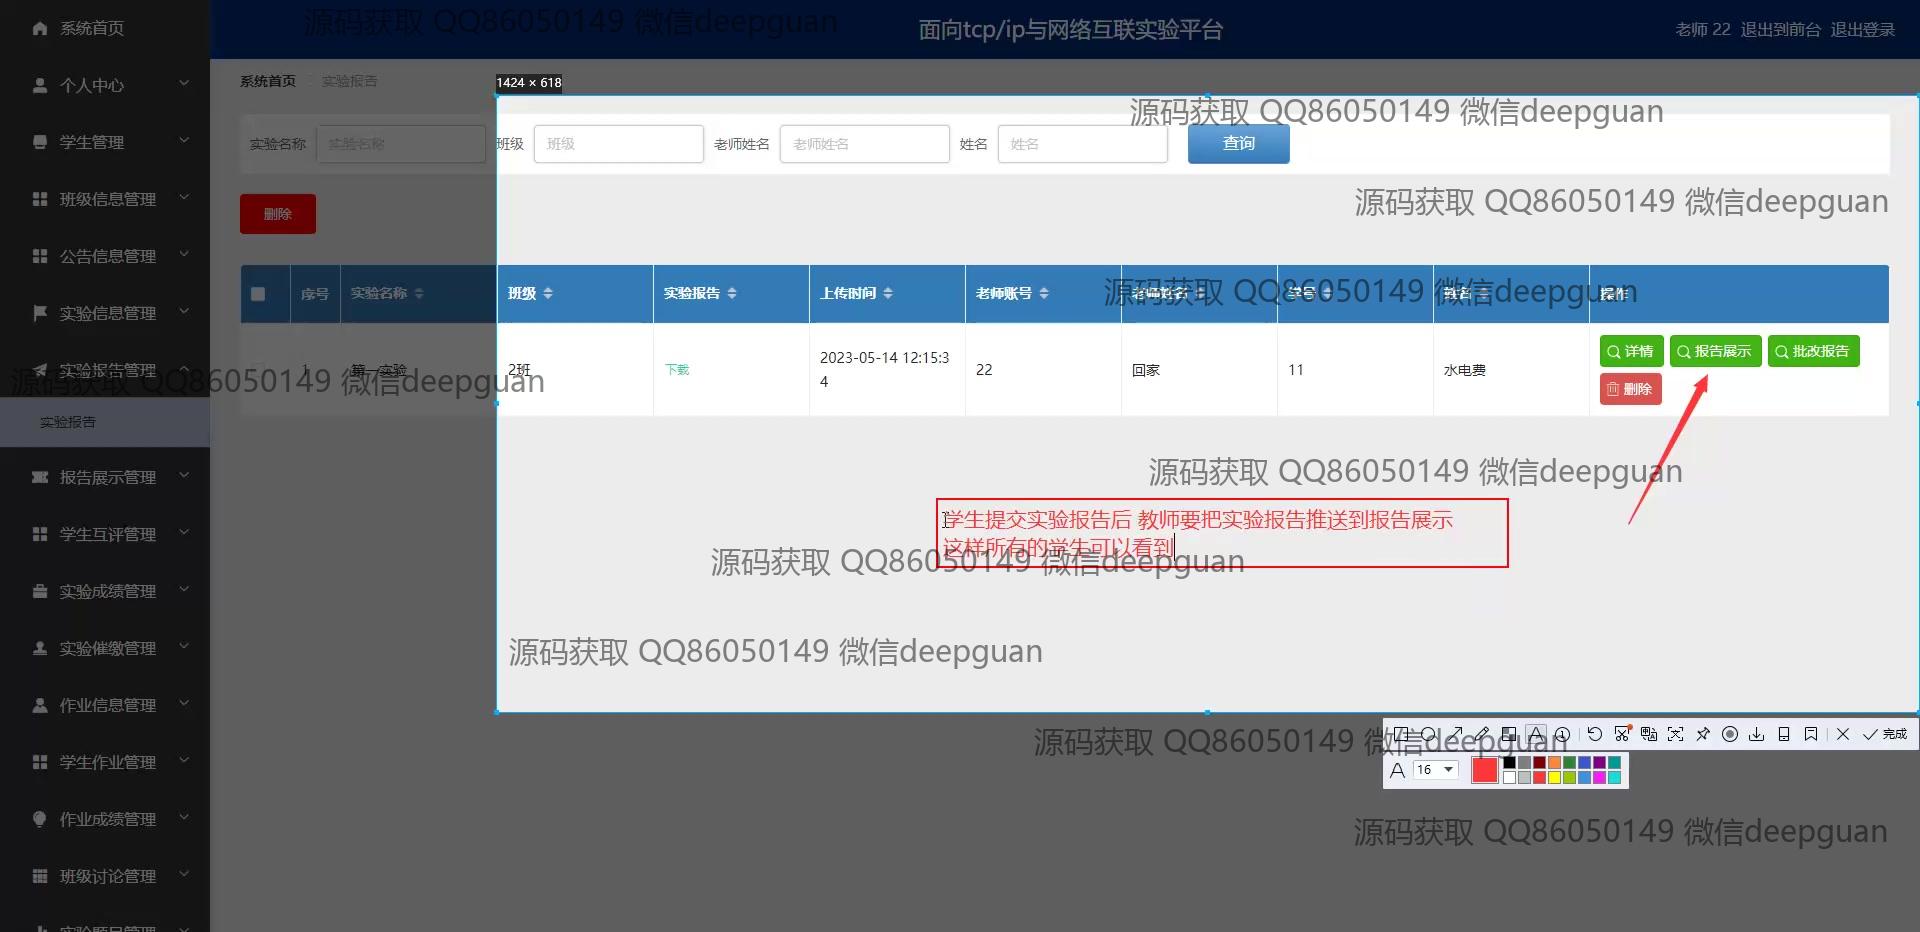 系统首页
个人中心
学生管理
班级信息管理
公告信息管理
实验信息管理
实验报告管理
实验报告
报告展示管理
学生互评管理
实验成绩管理
实验催缴管理
作业信息管理
学生作业管理
作业成绩管理
班级讨论管理
源码获取 QQ86050149 微信deepguan
面向tcp/ip与网络互联实验平台
老师 22 退出到前台 退出登录
系统首页 实验报告
1424 × 618
源码获取 QQ86050149 微信deepguan
实验名称 实验名称 班级 班级 老师姓名 老师姓名 姓名 姓名 查询
源码获取 QQ86050149 微信deepguan
删除
序号 实验名称 班级 实验报告 上传时间 老师账号 老师姓名 学号 姓名 操作
源码获取 QQ86050149 微信deepguan
1 第一实验 2班 下载 2023-05-14 12:15:3
4 22 回家 11 水电费 详情 报告展示 批改报告
删除
源码获取 QQ86050149 微信deepguan
源码获取 QQ86050149 微信deepguan
学生提交实验报告后 教师要把实验报告推送到报告展示
这样所有的学生可以看到
源码获取 QQ86050149 微信deepguan
源码获取 QQ86050149 微信deepguan
源码获取 QQ86050149 微信deepguan
完成
A 16
源码获取 QQ86050149 微信deepguan